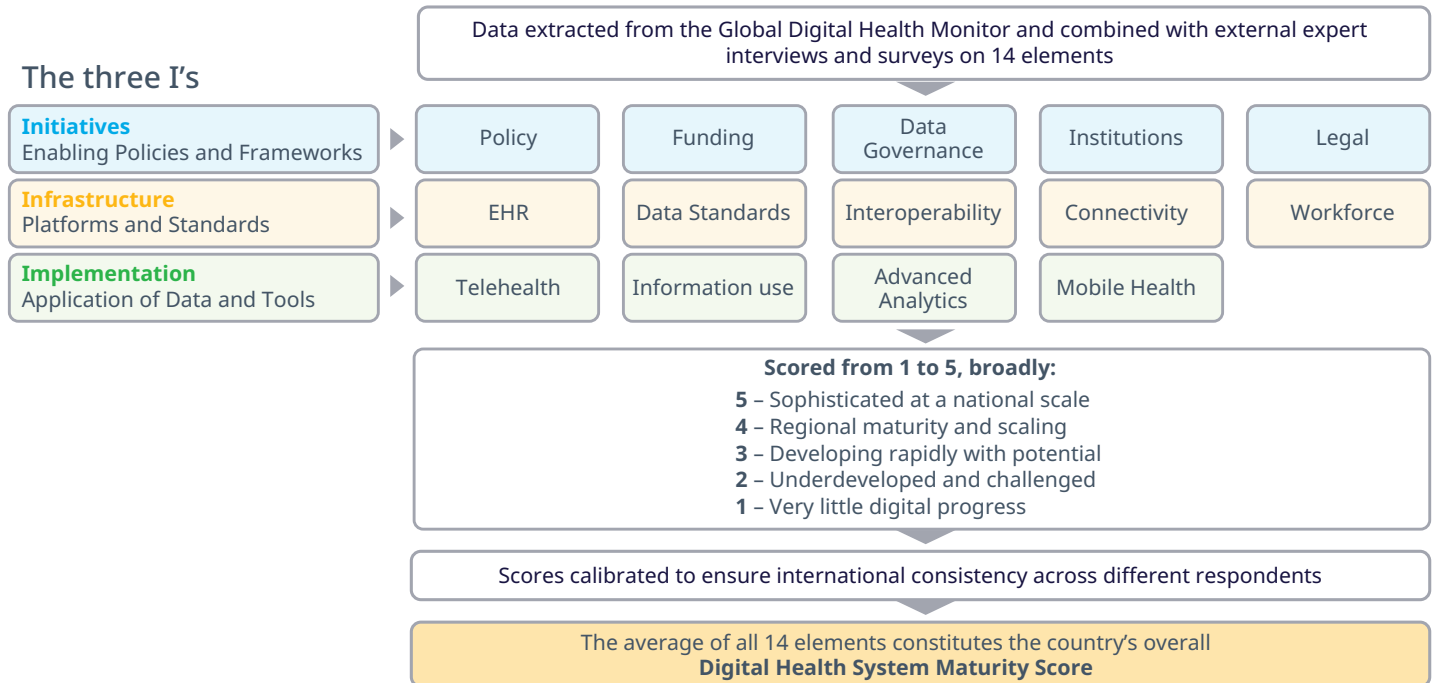 Data extracted from the Global Digital Health Monitor and combined with external expert
interviews and surveys on 14 elements
The three I’s
Initiatives
Enabling Policies and Frameworks
Policy
Funding
Data
Governance
Institutions
Legal
Infrastructure
Platforms and Standards
EHR
Data Standards
Interoperability
Connectivity
Workforce
Implementation
Application of Data and Tools
Telehealth
Information use
Advanced
Analytics
Mobile Health
Scored from 1 to 5, broadly:
5 – Sophisticated at a national scale
4 – Regional maturity and scaling
3 – Developing rapidly with potential
2 – Underdeveloped and challenged
1 – Very little digital progress
Scores calibrated to ensure international consistency across different respondents
The average of all 14 elements constitutes the country’s overall
Digital Health System Maturity Score